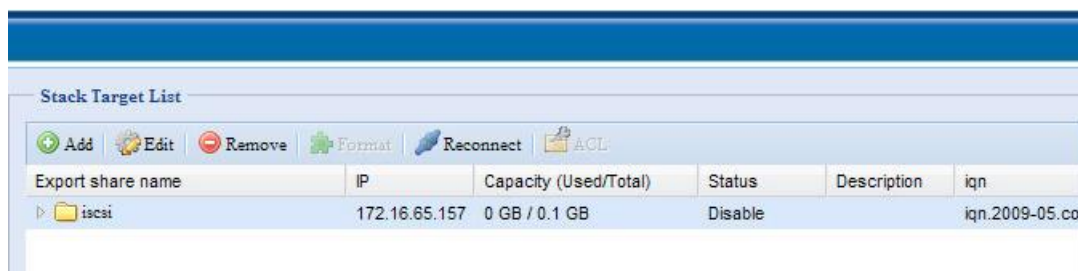 Stack Target List
Add Edit Remove Format Reconnect ACL
Export share name IP Capacity (Used/Total) Status Description iqn
iscsi 172.16.65.157 0 GB / 0.1 GB Disable iqn.2009-05.co